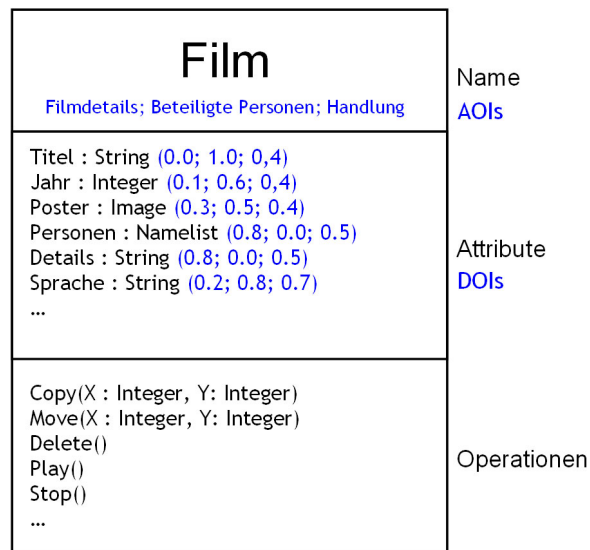 Film
Filmdetails; Beteiligte Personen; Handlung
Name
AOIs
Titel : String (0.0; 1.0; 0,4)
Jahr : Integer (0.1; 0.6; 0,4)
Poster : Image (0.3; 0.5; 0.4)
Personen : Namelist (0.8; 0.0; 0.5)
Details : String (0.8; 0.0; 0.5)
Sprache : String (0.2; 0.8; 0.7)
...
Attribute
DOIs
Copy(X : Integer, Y: Integer)
Move(X : Integer, Y: Integer)
Delete()
Play()
Stop()
...
Operationen